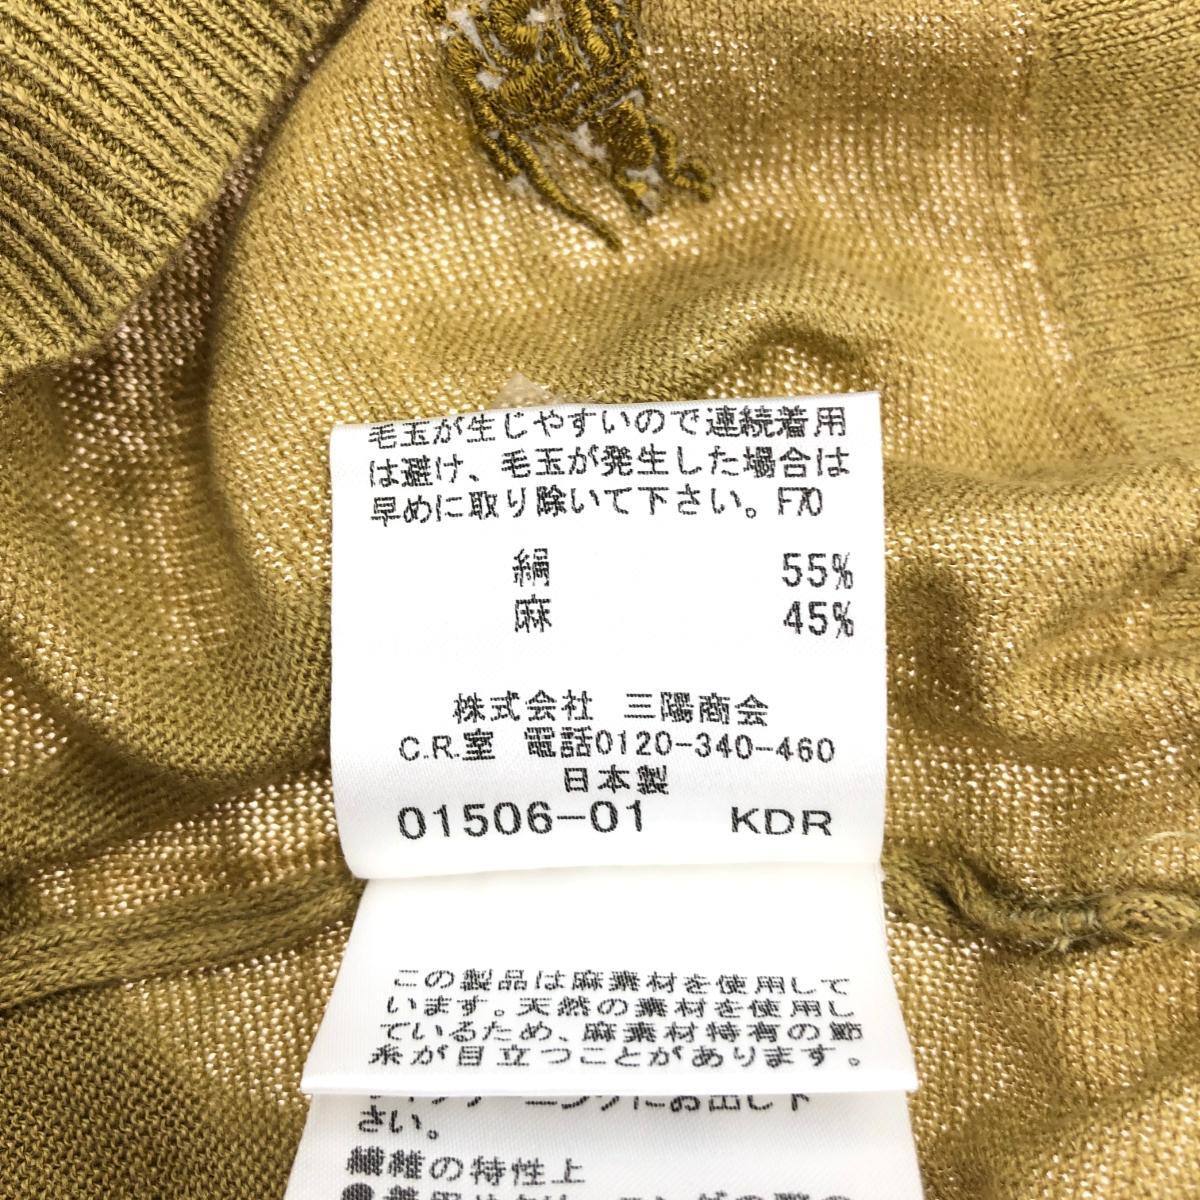 毛玉が生じやすいので連続着用
は避け、毛玉が発生した場合は
早めに取り除いて下さい。F70
絹 55%
麻 45%
株式会社 三陽商会
C.R.室 電話0120-340-460
日本製
01506-01 KDR
この製品は麻素材を使用して
います。天然の素材を使用し
ているため、麻素材特有の節
糸が目立つことがあります。
さい。
繊維の特性上